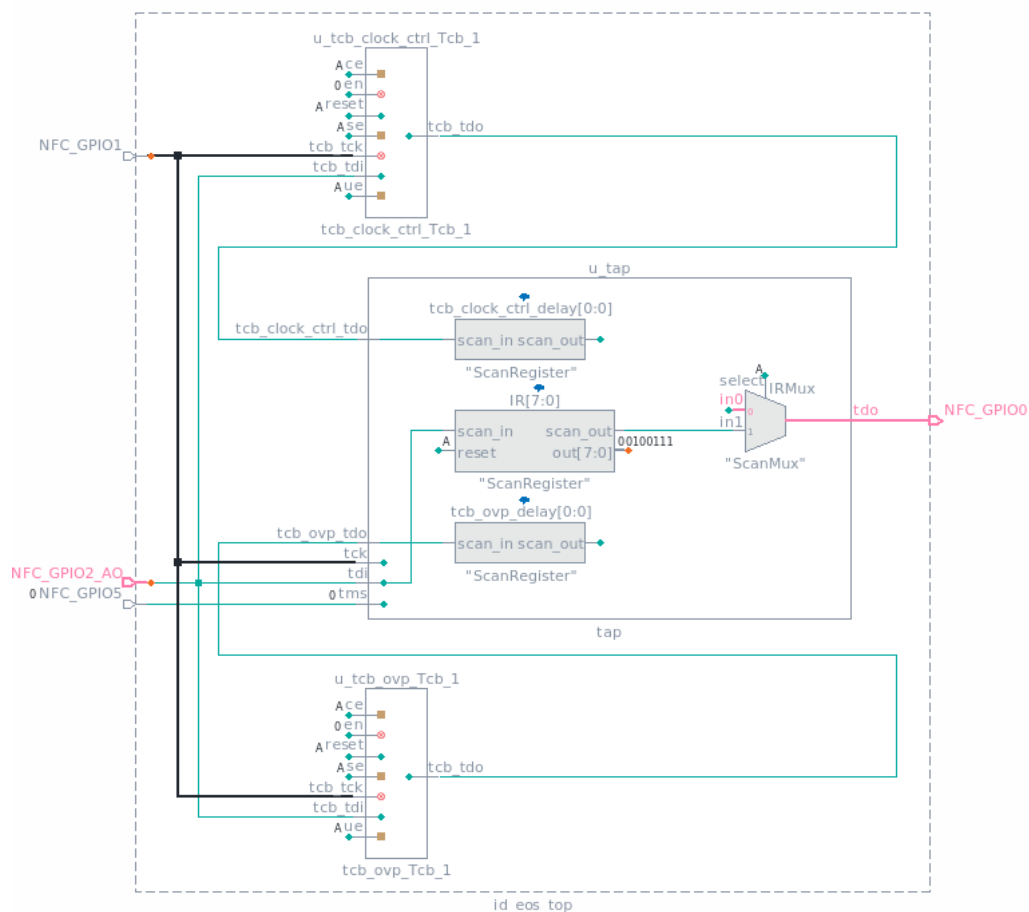 u_tcb_clock_ctrl_Tcb_1
A ce
0 en
A reset
A se
tcb_tck
tcb_tdi
A ue
tcb_tdo
NFC_GPIO1
tcb_clock_ctrl_Tcb_1
u_tap
tcb_clock_ctrl_delay[0:0]
tcb_clock_ctrl_tdo
scan_in scan_out
"ScanRegister"
IR[7:0]
scan_in scan_out
A reset out[7:0] 00100111
"ScanRegister"
A
select IRMux
in0 0
in1 1
"ScanMux"
tdo
NFC_GPIO0
tcb_ovp_delay[0:0]
tcb_ovp_tdo
scan_in scan_out
"ScanRegister"
tck
NFC_GPIO2_AO
tdi
0 NFC_GPIO5
0 tms
tap
u_tcb_ovp_Tcb_1
A ce
0 en
A reset
A se
tcb_tck
tcb_tdi
A ue
tcb_tdo
tcb_ovp_Tcb_1
id_eos_top